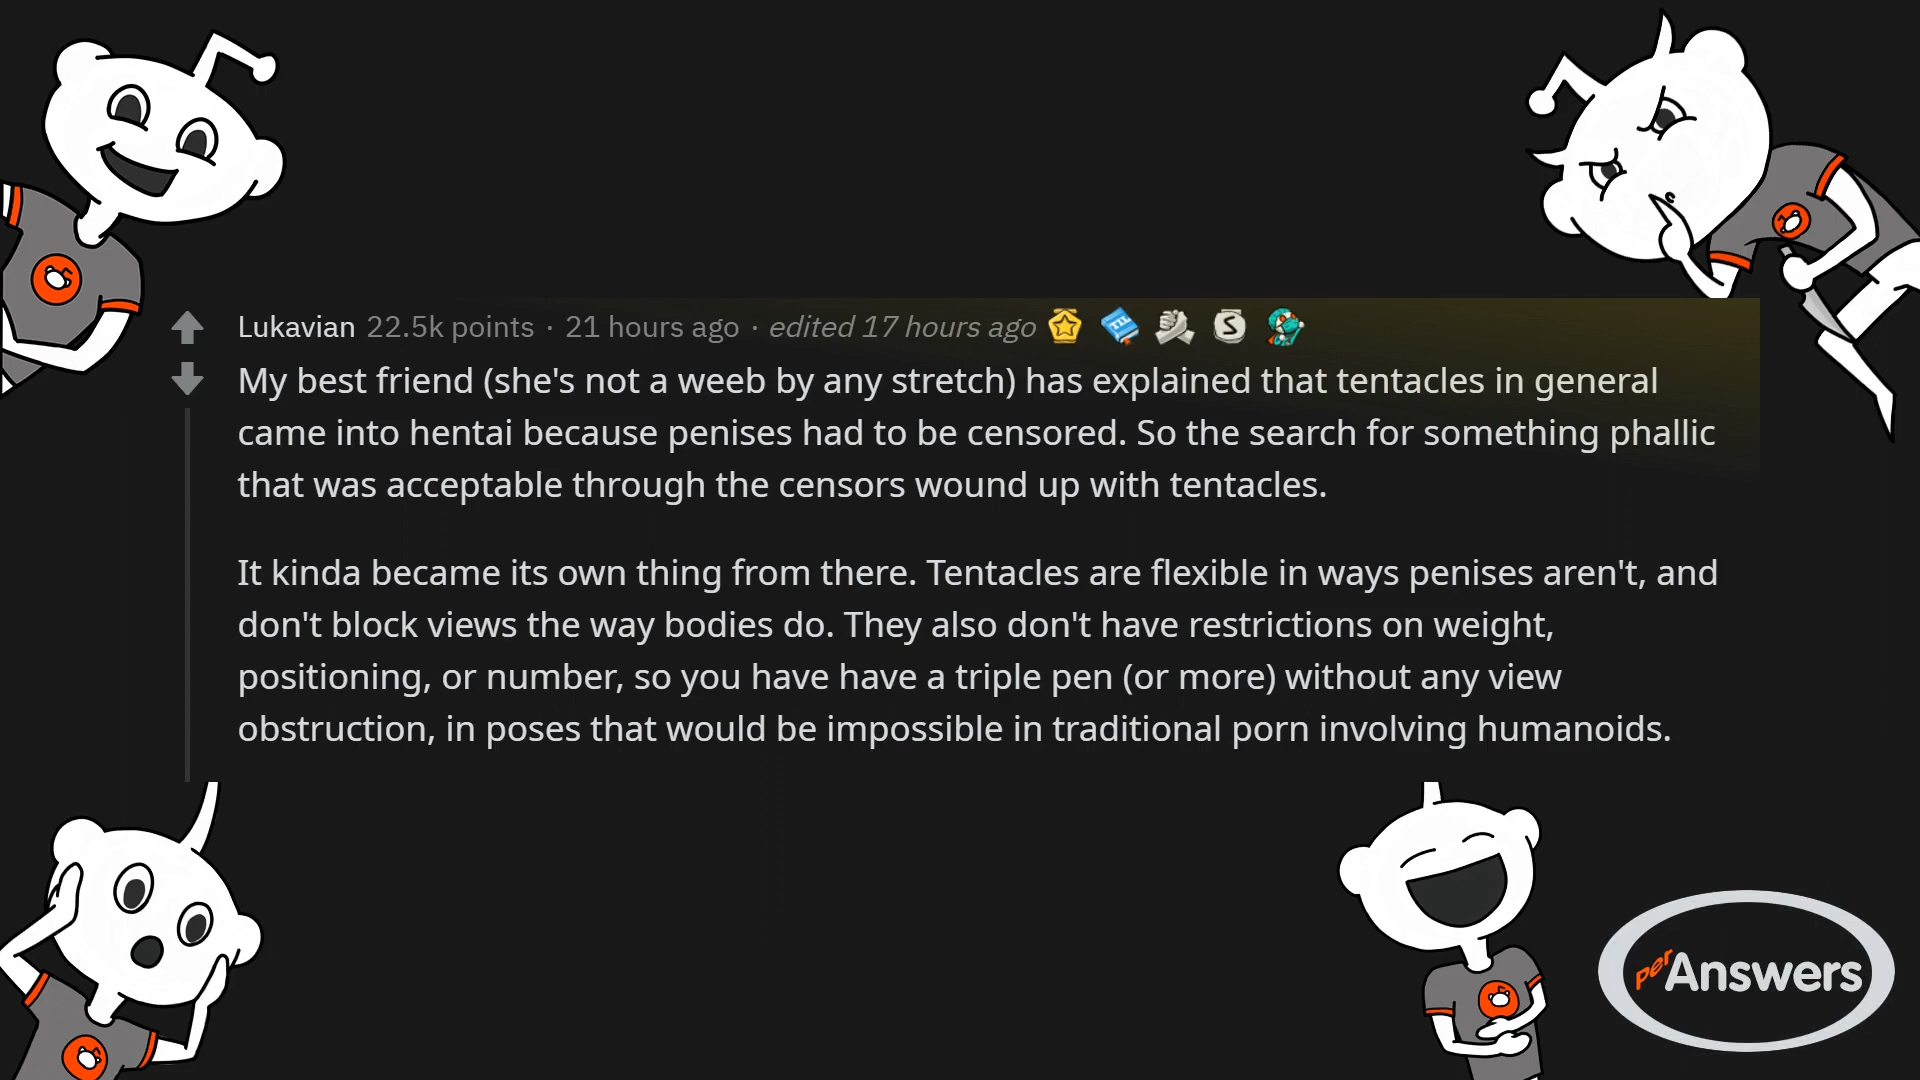 Lukavian 22.5k points · 21 hours ago · edited 17 hours ago
TIL
S
My best friend (she's not a weeb by any stretch) has explained that tentacles in general
came into hentai because penises had to be censored. So the search for something phallic
that was acceptable through the censors wound up with tentacles.
It kinda became its own thing from there. Tentacles are flexible in ways penises aren't, and
don't block views the way bodies do. They also don't have restrictions on weight,
positioning, or number, so you have have a triple pen (or more) without any view
obstruction, in poses that would be impossible in traditional porn involving humanoids.
perAnswers